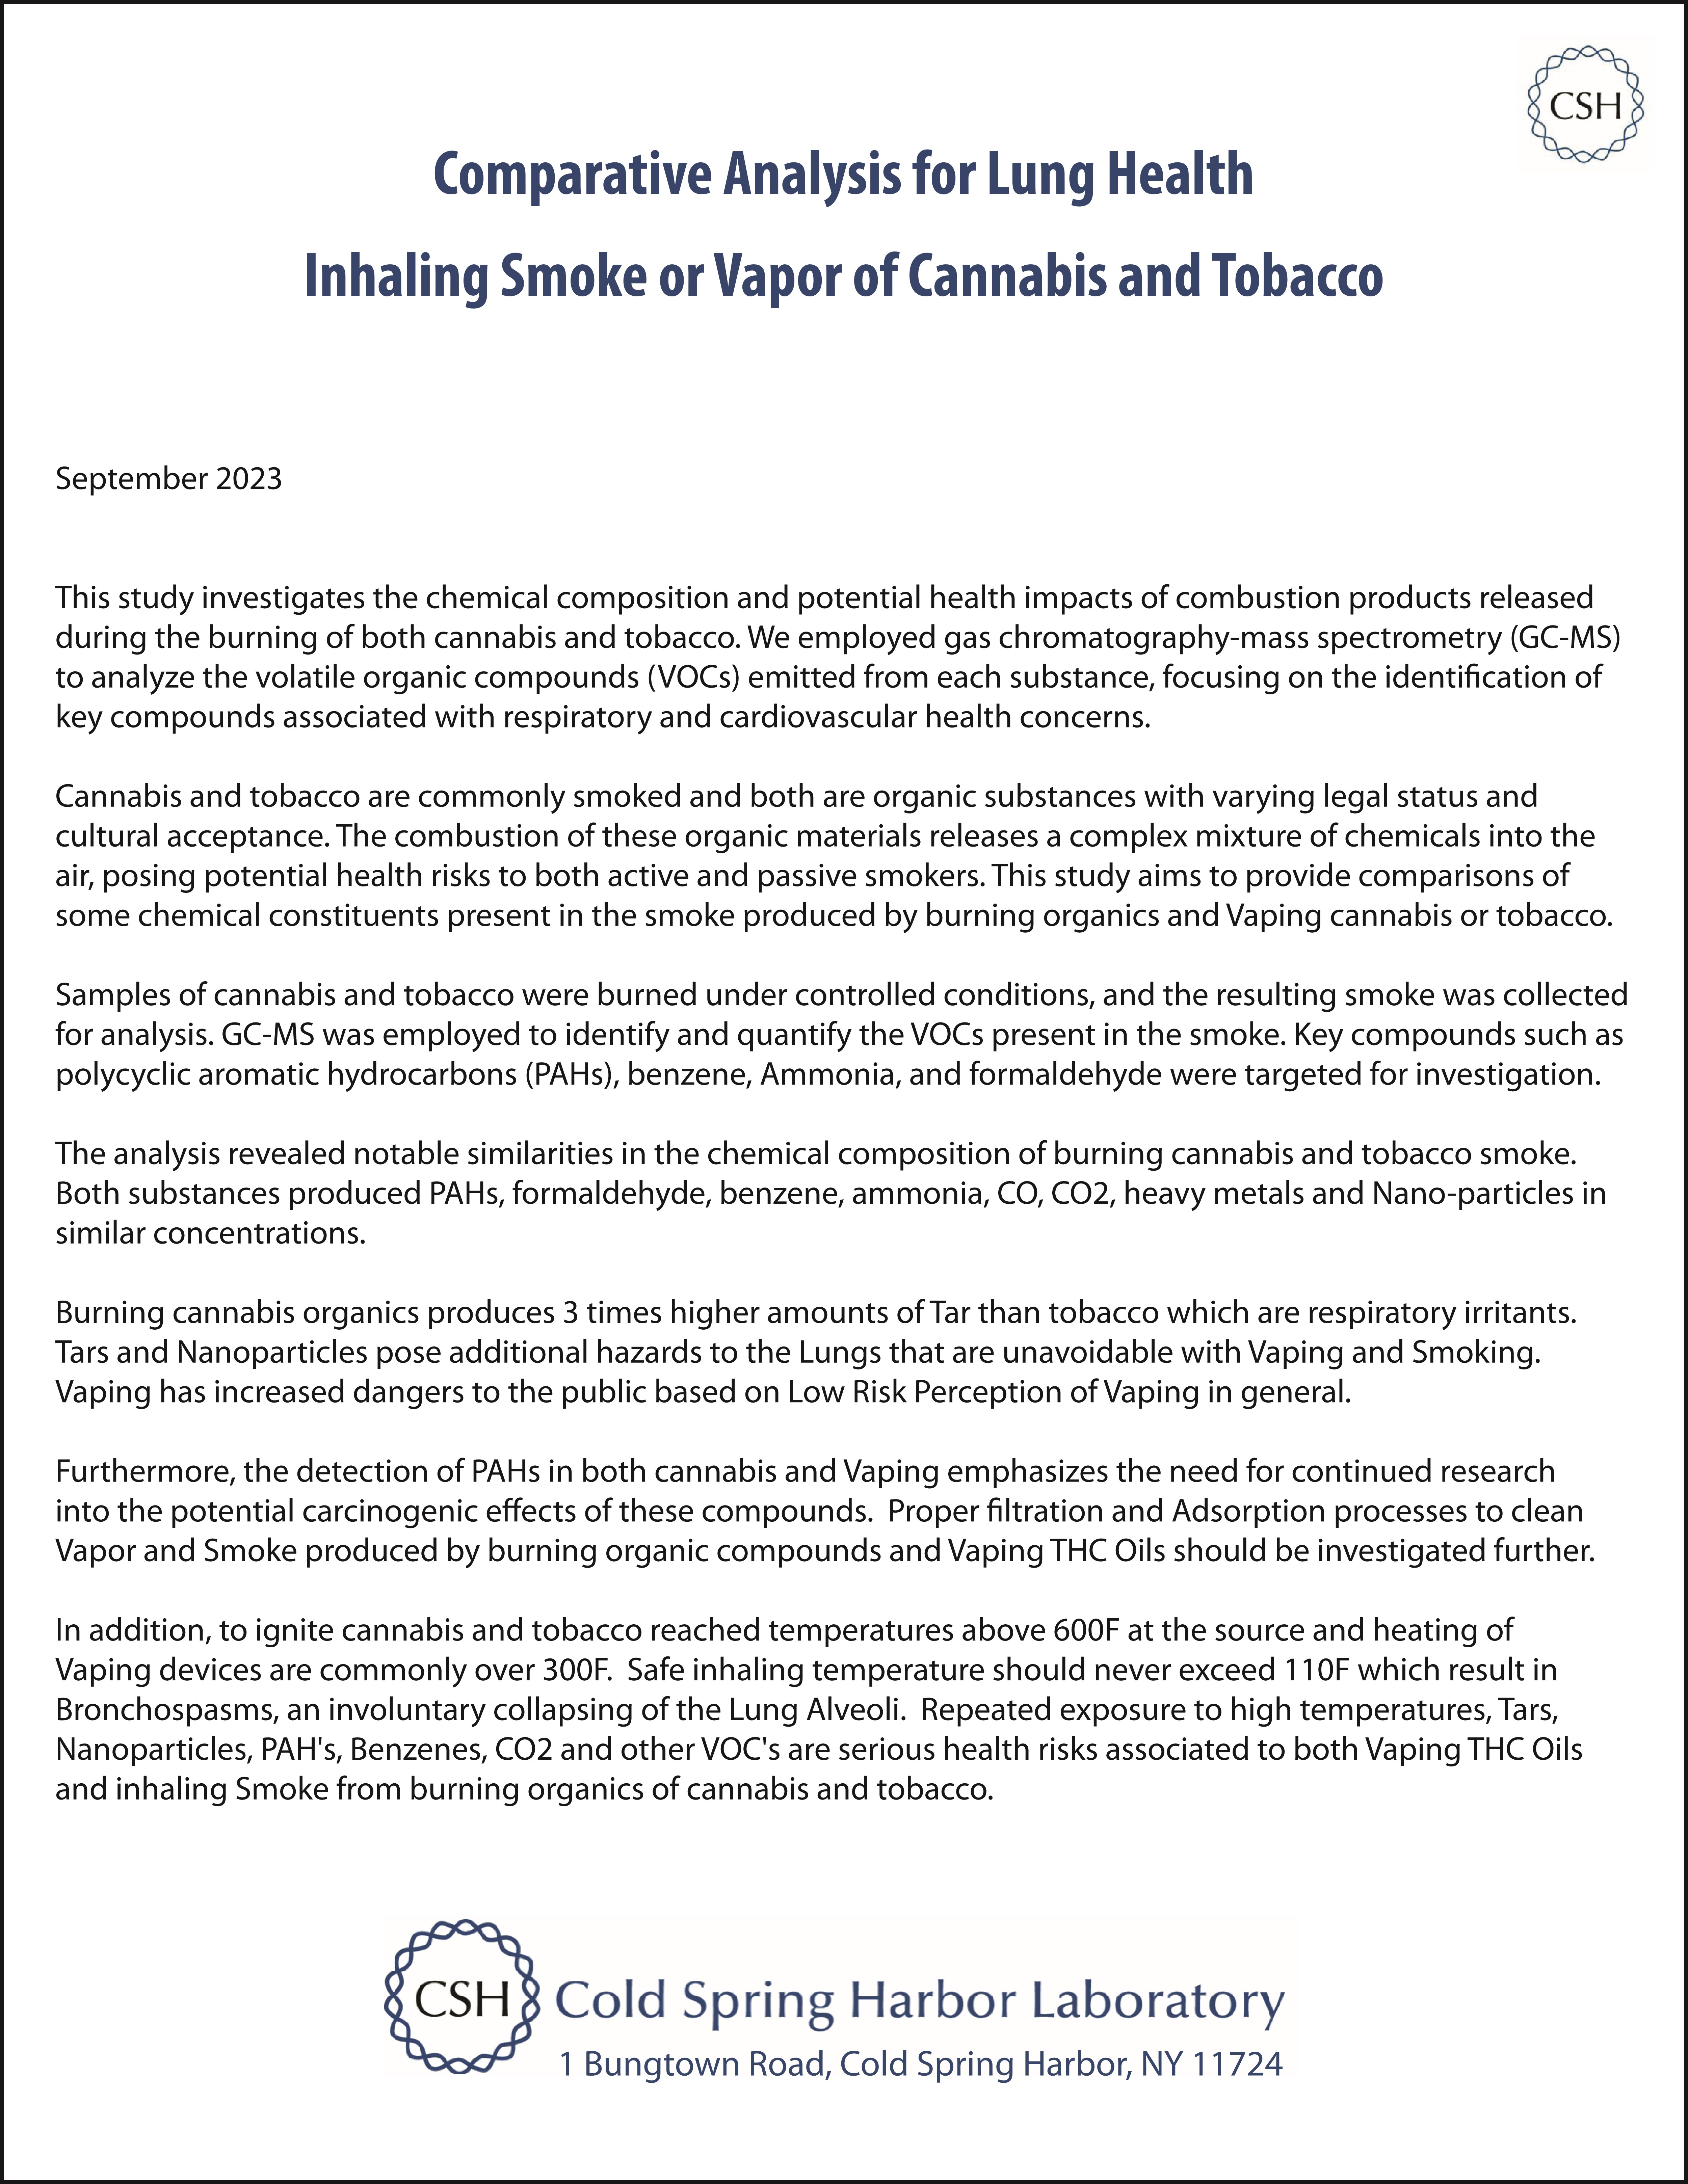 CSH
Comparative Analysis for Lung Health
Inhaling Smoke or Vapor of Cannabis and Tobacco
September 2023
This study investigates the chemical composition and potential health impacts of combustion products released
during the burning of both cannabis and tobacco. We employed gas chromatography-mass spectrometry (GC-MS)
to analyze the volatile organic compounds (VOCs) emitted from each substance, focusing on the identification of
key compounds associated with respiratory and cardiovascular health concerns.
Cannabis and tobacco are commonly smoked and both are organic substances with varying legal status and
cultural acceptance. The combustion of these organic materials releases a complex mixture of chemicals into the
air, posing potential health risks to both active and passive smokers. This study aims to provide comparisons of
some chemical constituents present in the smoke produced by burning organics and Vaping cannabis or tobacco.
Samples of cannabis and tobacco were burned under controlled conditions, and the resulting smoke was collected
for analysis. GC-MS was employed to identify and quantify the VOCs present in the smoke. Key compounds such as
polycyclic aromatic hydrocarbons (PAHs), benzene, Ammonia, and formaldehyde were targeted for investigation.
The analysis revealed notable similarities in the chemical composition of burning cannabis and tobacco smoke.
Both substances produced PAHs, formaldehyde, benzene, ammonia, CO, CO2, heavy metals and Nano-particles in
similar concentrations.
Burning cannabis organics produces 3 times higher amounts of Tar than tobacco which are respiratory irritants.
Tars and Nanoparticles pose additional hazards to the Lungs that are unavoidable with Vaping and Smoking.
Vaping has increased dangers to the public based on Low Risk Perception of Vaping in general.
Furthermore, the detection of PAHs in both cannabis and Vaping emphasizes the need for continued research
into the potential carcinogenic effects of these compounds.  Proper filtration and Adsorption processes to clean
Vapor and Smoke produced by burning organic compounds and Vaping THC Oils should be investigated further.
In addition, to ignite cannabis and tobacco reached temperatures above 600F at the source and heating of
Vaping devices are commonly over 300F.  Safe inhaling temperature should never exceed 110F which result in
Bronchospasms, an involuntary collapsing of the Lung Alveoli.  Repeated exposure to high temperatures, Tars,
Nanoparticles, PAH's, Benzenes, CO2 and other VOC's are serious health risks associated to both Vaping THC Oils
and inhaling Smoke from burning organics of cannabis and tobacco.
CSH Cold Spring Harbor Laboratory
1 Bungtown Road, Cold Spring Harbor, NY 11724